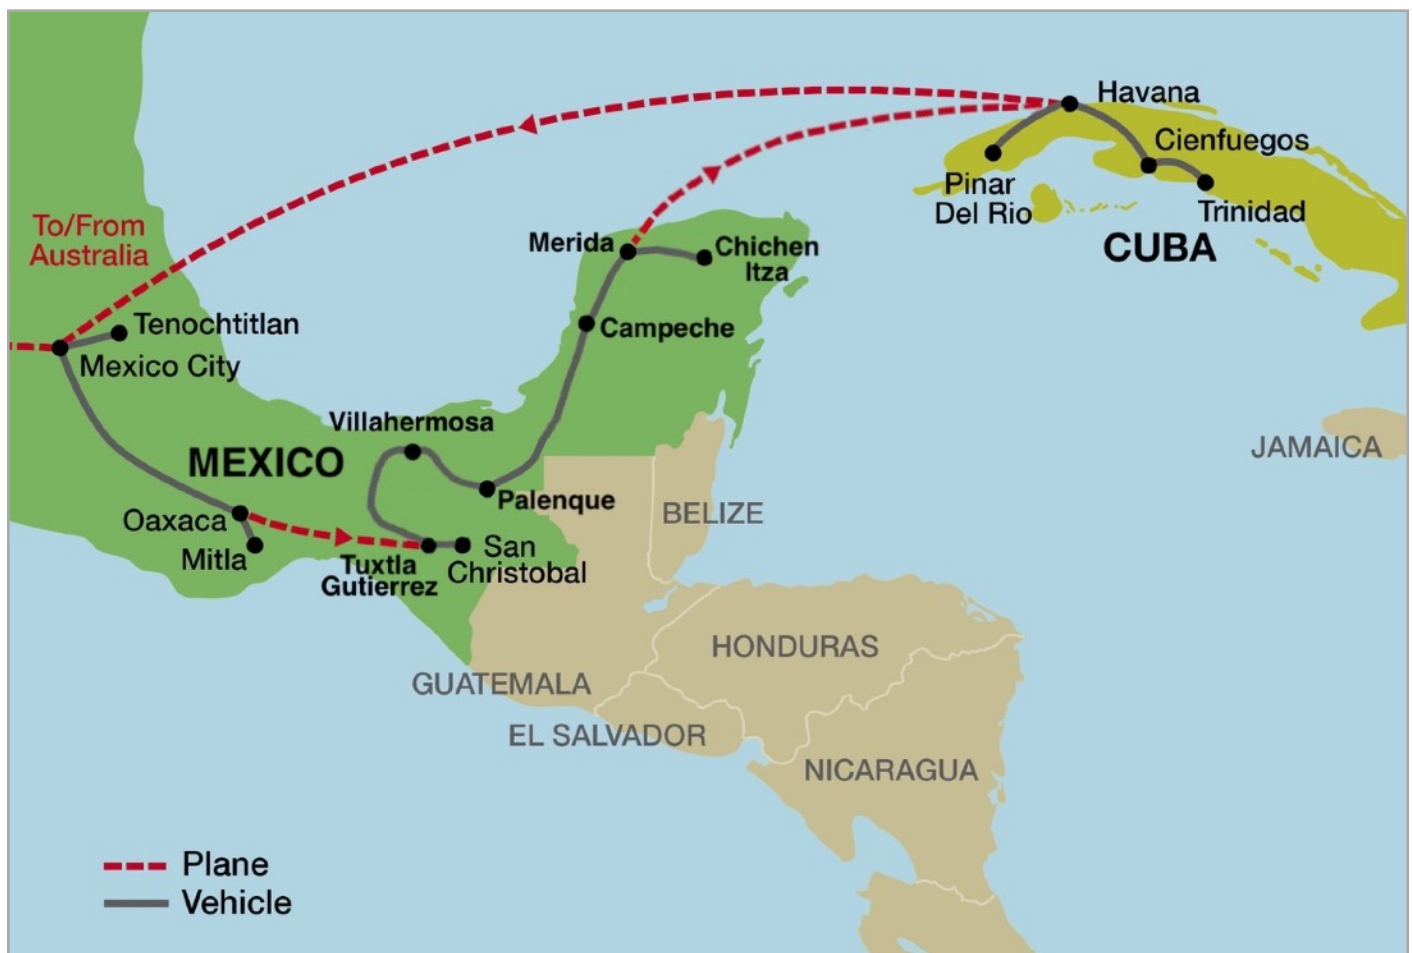 Havana
Cienfuegos
Pinar
Del Rio
Trinidad
CUBA
To/From
Australia
Merida
Chichen
Itza
Tenochtitlan
Campeche
Mexico City
Villahermosa
MEXICO
JAMAICA
Palenque
BELIZE
Oaxaca
Mitla
San
Christobal
Tuxtla
Gutierrez
HONDURAS
GUATEMALA
EL SALVADOR
NICARAGUA
Plane
Vehicle